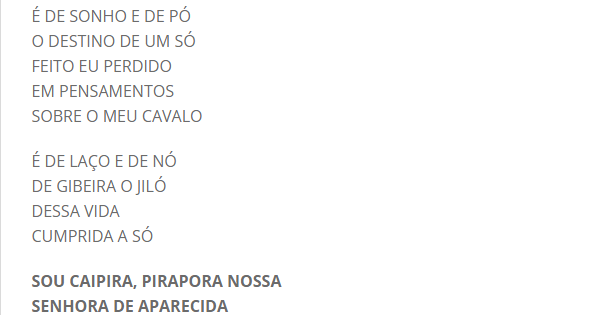 É DE SONHO E DE PÓ
O DESTINO DE UM SÓ
FEITO EU PERDIDO
EM PENSAMENTOS
SOBRE O MEU CAVALO
É DE LAÇO E DE NÓ
DE GIBEIRA O JILÓ
DESSA VIDA
CUMPRIDA A SÓ
SOU CAIPIRA, PIRAPORA NOSSA
SENHORA DE APARECIDA